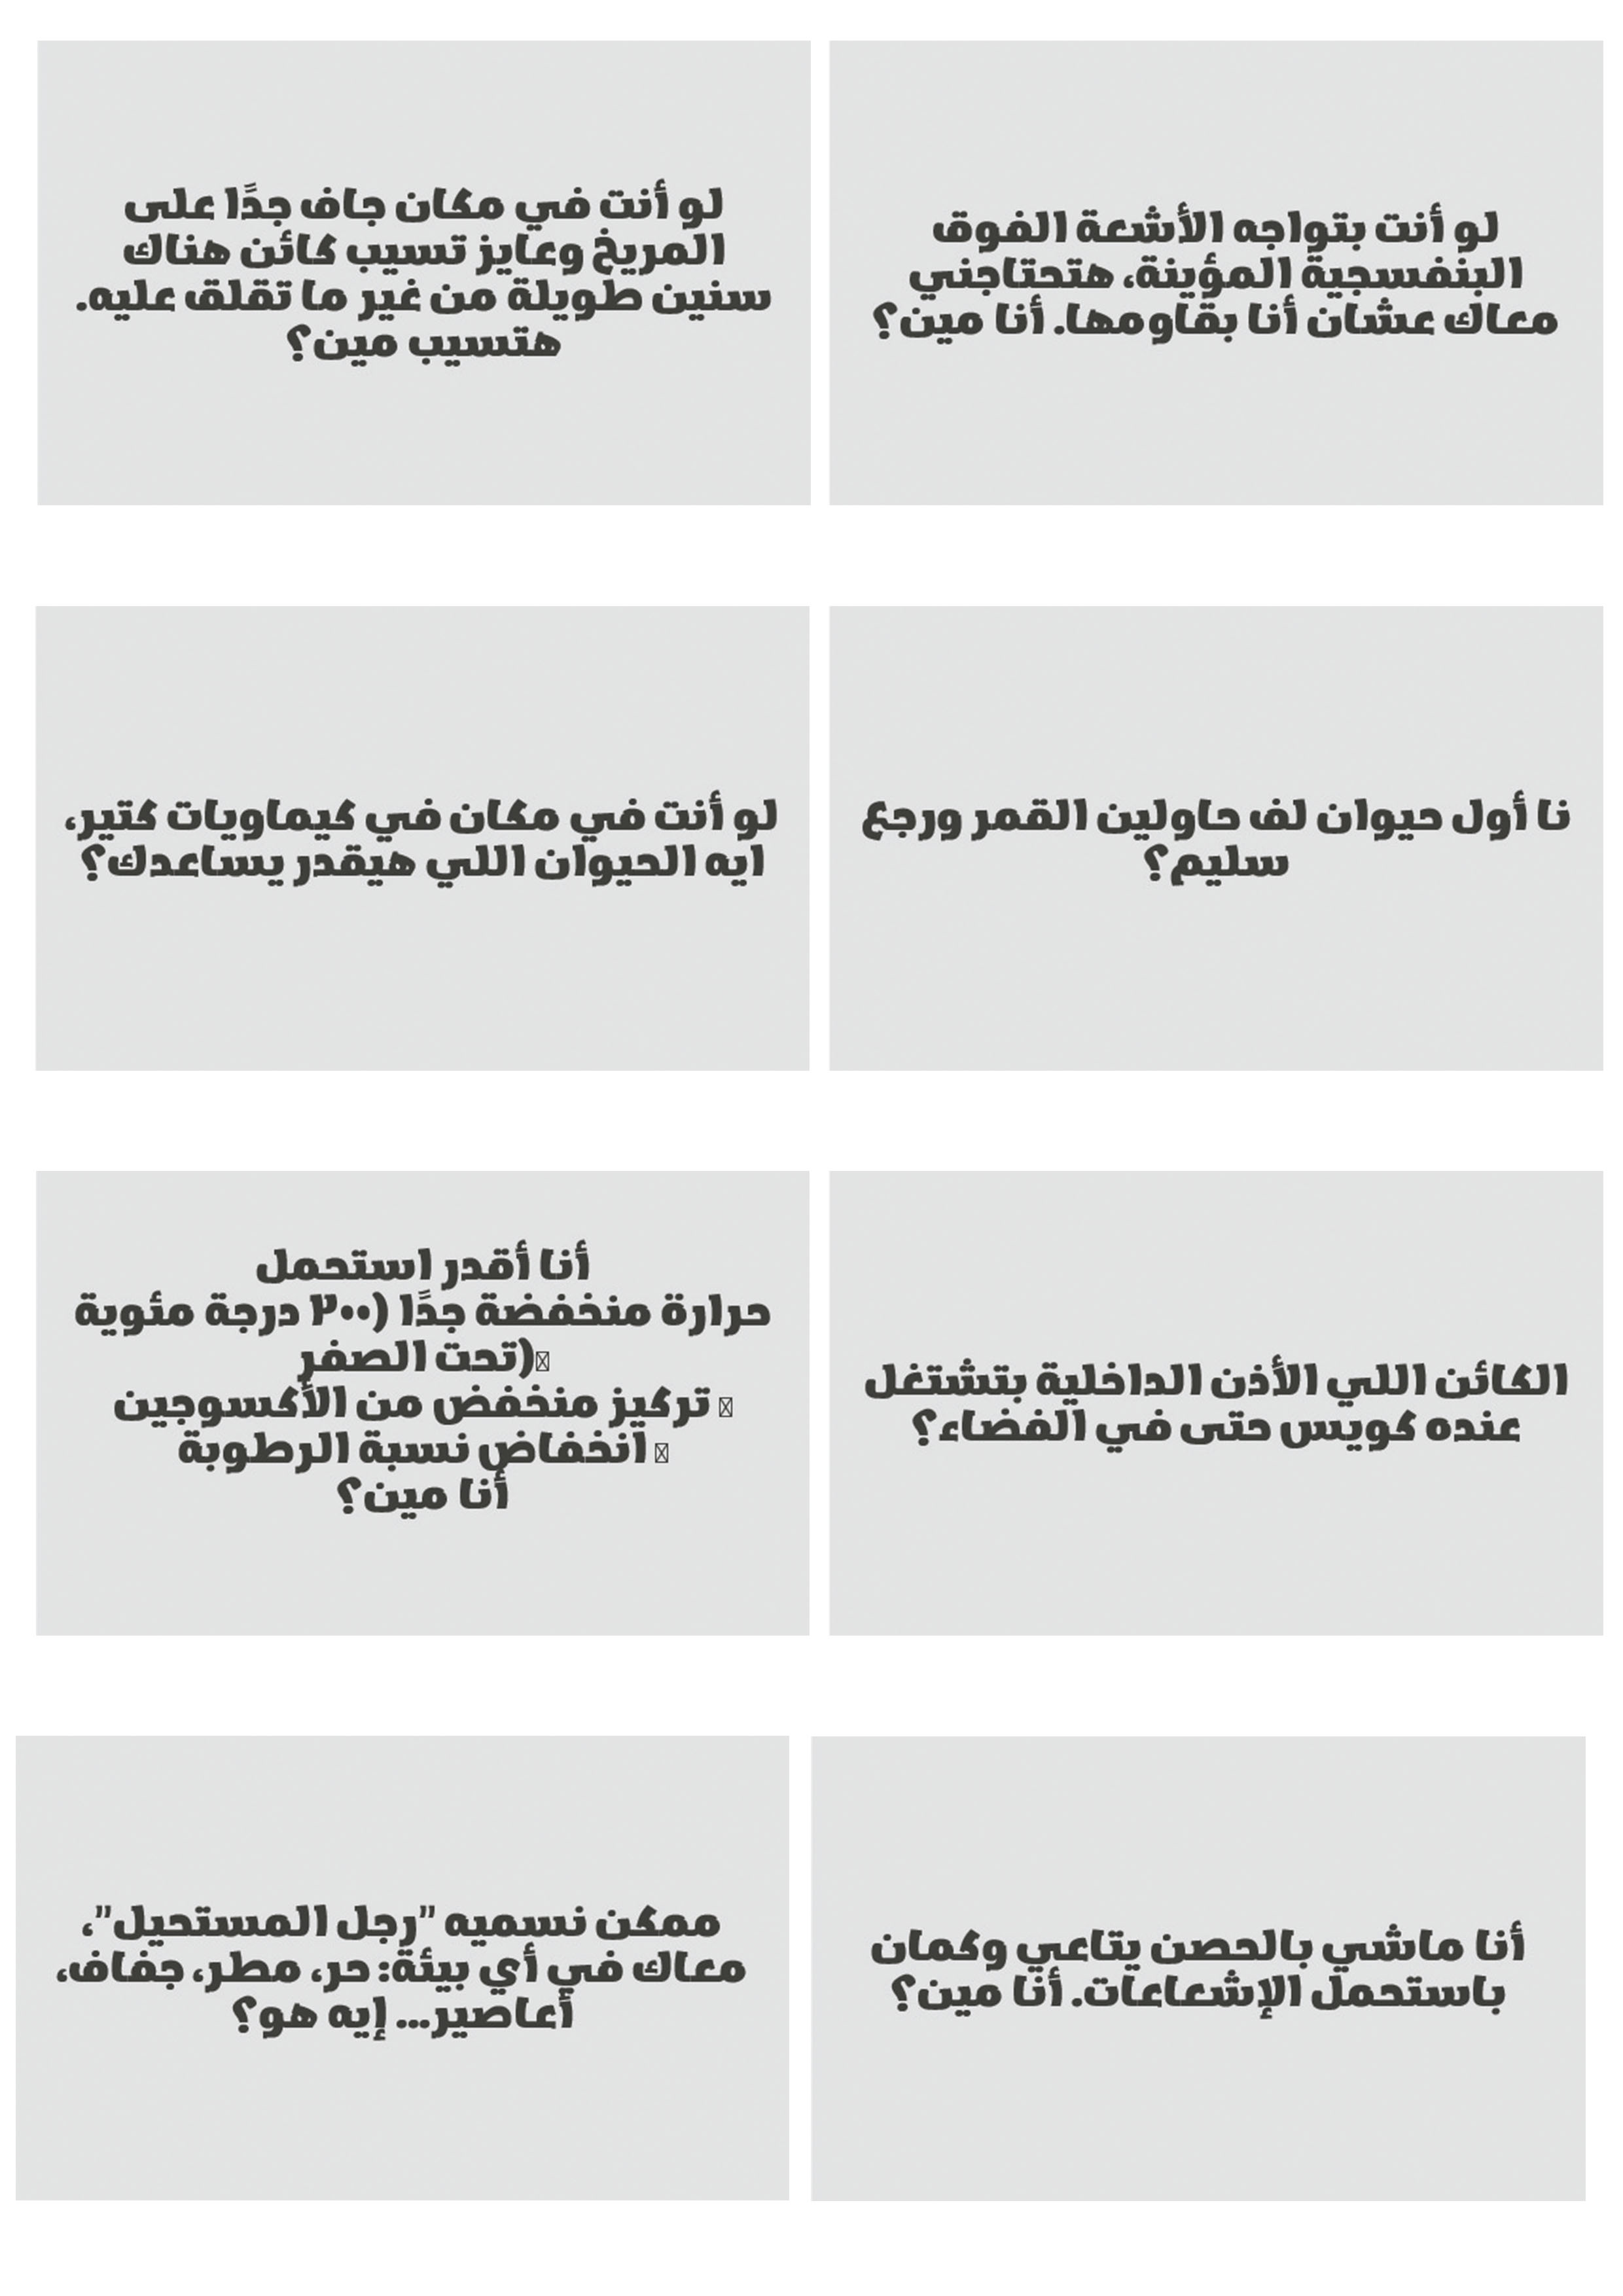 لو أنت بتواجه الأشعة الفوق
البنفسجية المؤينة، هتحتاجني
معاك عشان أنا بقاومها. أنا مين؟
لو أنت في مكان جاف جدًا على
المريخ وعايز تسيب كائن هناك
سنين طويلة من غير ما تقلق عليه.
هتسيب مين؟
نا أول حيوان لف حاولين القمر ورجع
سليم؟
لو أنت في مكان في كيماويات كتير،
ايه الحيوان اللي هيقدر يساعدك؟
الكائن اللي الأذن الداخلية بتشتغل
عنده كويس حتى في الفضاء؟
أنا أقدر استحمل
حرارة منخفضة جدًا (٢٠٠ درجة مئوية
(تحت الصفر
تركيز منخفض من الأكسوجين
انخفاض نسبة الرطوبة
أنا مين؟
أنا ماشي بالحصن يتاعي وكمان
باستحمل الإشعاعات. أنا مين؟
ممكن نسميه "رجل المستحيل"،
معاك في أي بيئة: حر، مطر، جفاف،
أعاصير... إيه هو؟